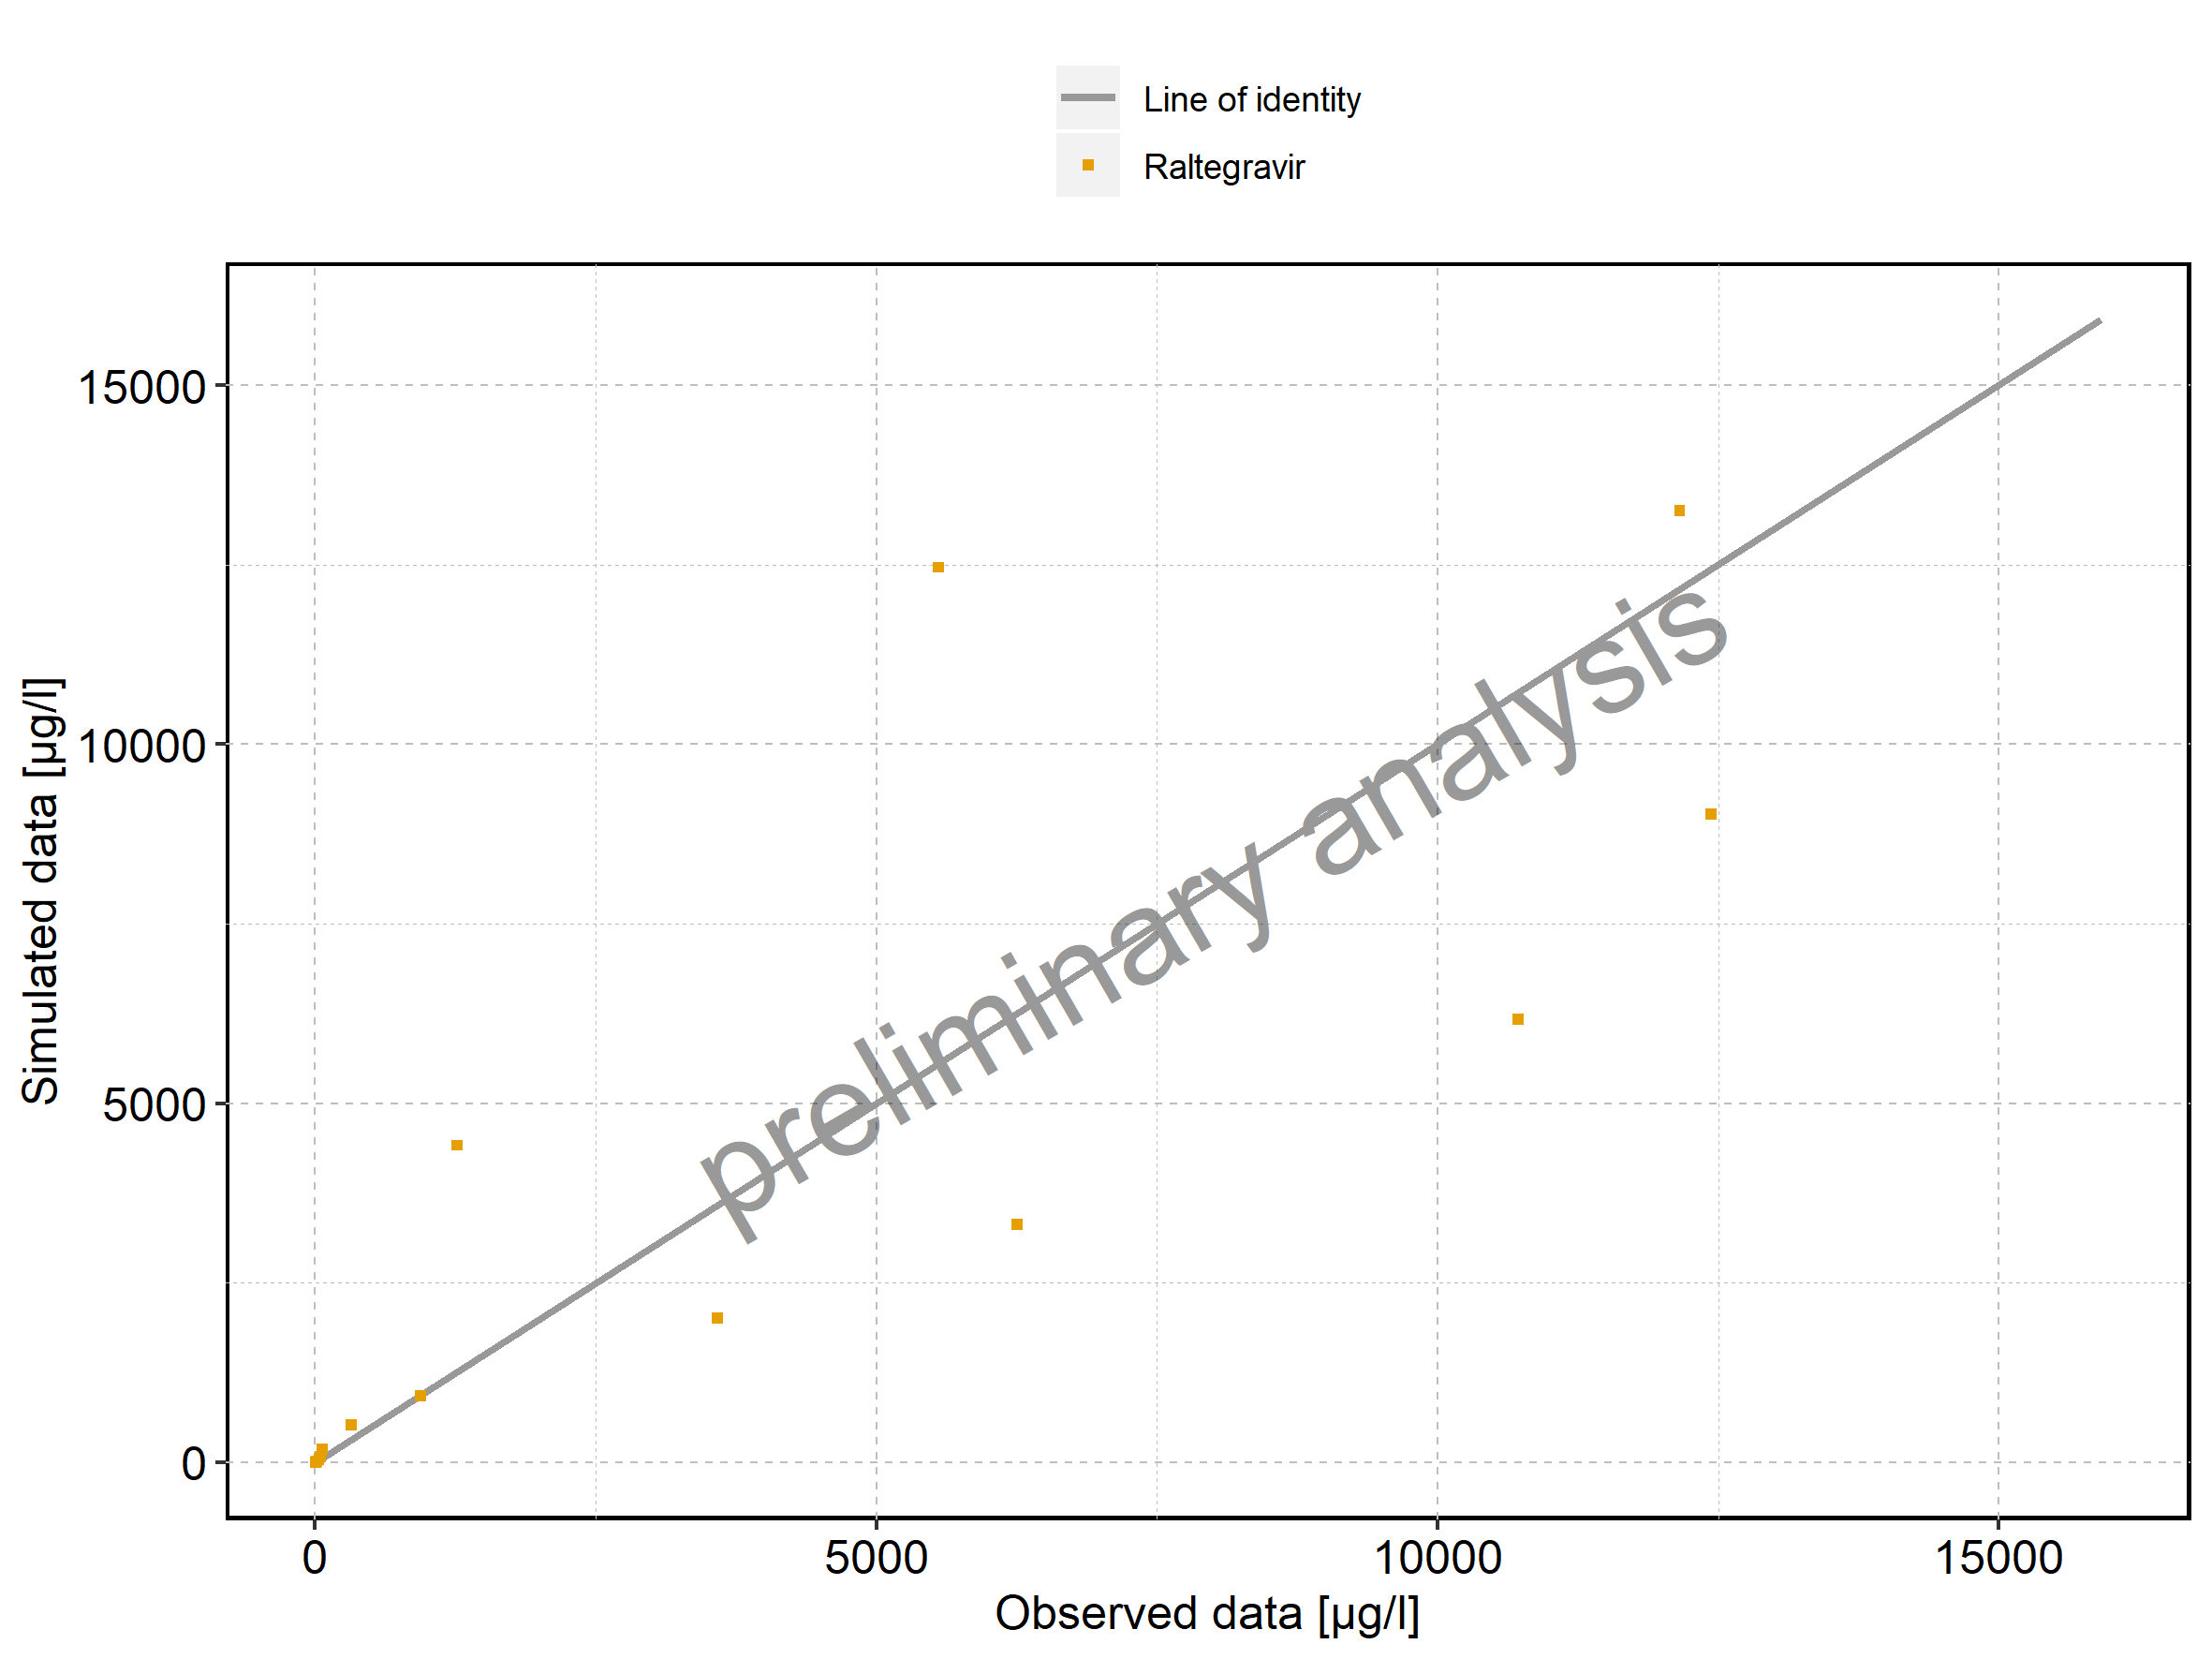 Line of identity
Raltegravir
15000
10000
5000
0
Simulated data [µg/l]
preliminary analysis
0 5000 10000 15000
Observed data [µg/l]